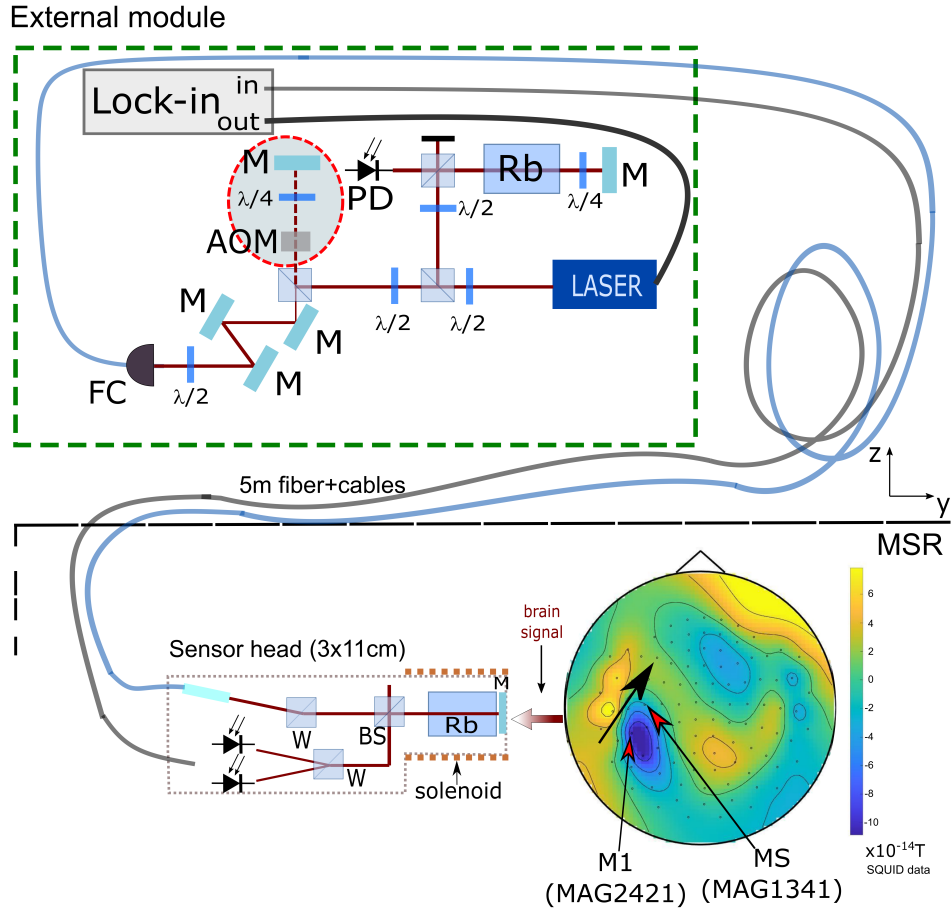 External module
Lock-in
in
out
M
λ/4
AOM
PD
Rb
λ/2
λ/4
M
LASER
λ/2
λ/2
M
M
M
FC
λ/2
5m fiber+cables
z
y
MSR
Sensor head (3x11cm)
brain
signal
M
Rb
W
BS
W
solenoid
6
4
2
0
-2
-4
-6
-8
-10
x10⁻¹⁴T
SQUID data
M1
(MAG2421)
MS
(MAG1341)